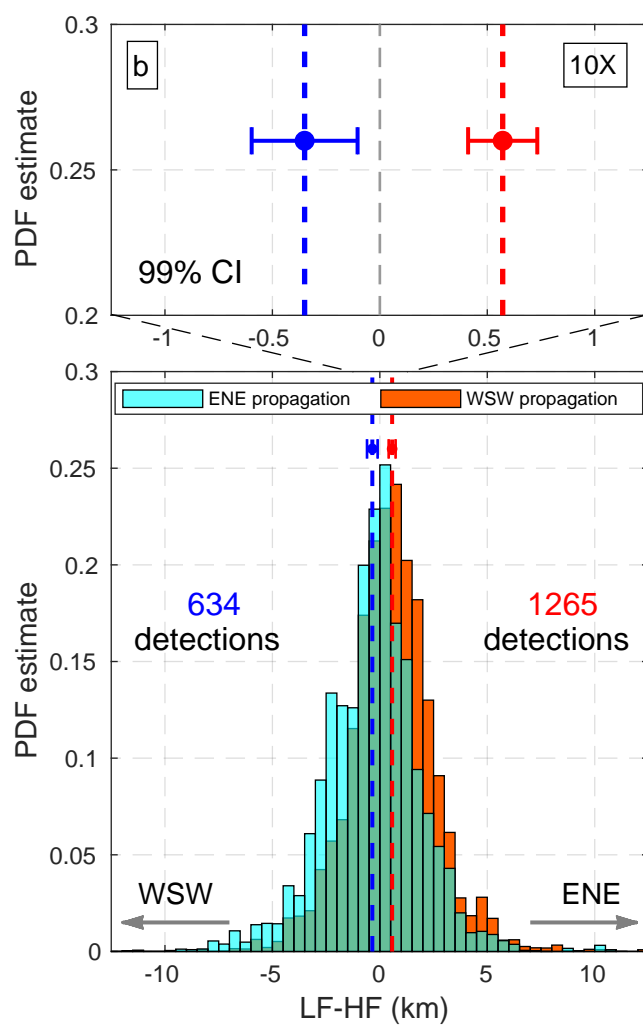 0.3
b
10X
0.25
PDF estimate
99% CI
0.2
-1
-0.5
0
0.5
1
0.3
ENE propagation
WSW propagation
0.25
0.2
634
detections
1265
detections
0.15
PDF estimate
0.1
0.05
WSW
ENE
0
-10
-5
0
5
10
LF-HF (km)